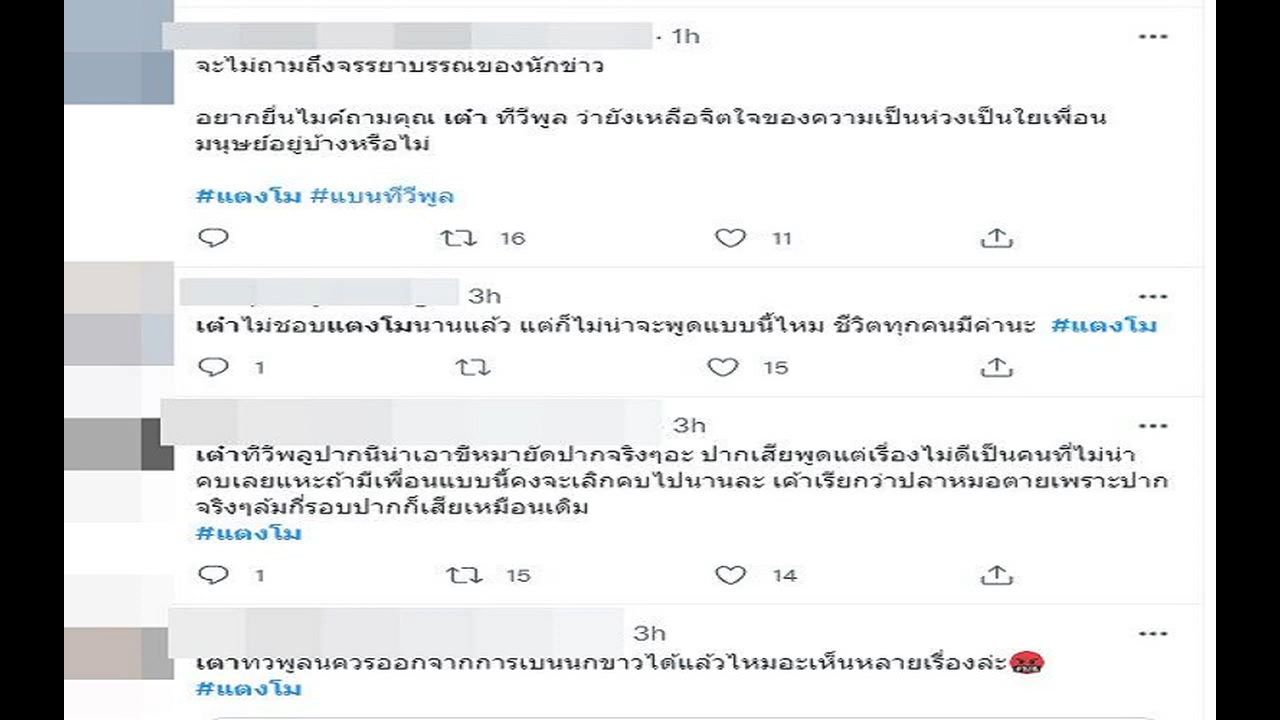 1h
จะไม่ถามถึงจรรยาบรรณของนักข่าว
อยากยื่นไมค์ถามคุณ เต๋า ทีวีพูล ว่ายังเหลือจิตใจของความเป็นห่วงเป็นใยเพื่อน
มนุษย์อยู่บ้างหรือไม่
#แตงโม #แบนทีวีพูล
16 11
3h
เต๋าไม่ชอบแตงโมนานแล้ว แต่ก็ไม่น่าจะพูดแบบนี้ไหม ชีวิตทุกคนมีค่านะ #แตงโม
1 15
3h
เต๋าทีวีพลูปากนี้น่าเอาขี้หมายัดปากจริงๆอะ ปากเสียพูดแต่เรื่องไม่ดีเป็นคนที่ไม่น่า
คบเลยแหะถ้ามีเพื่อนแบบนี้คงจะเลิกคบไปนานละ เค้าเรียกว่าปลาหมอตายเพราะปาก
จริงๆล้มกี่รอบปากก็เสียเหมือนเดิม
#แตงโม
1 15 14
3h
เต๋าทีวีพูลนี่ควรออกจากการเป็นนักข่าวได้แล้วไหมอะเห็นหลายเรื่องล่ะ
#แตงโม